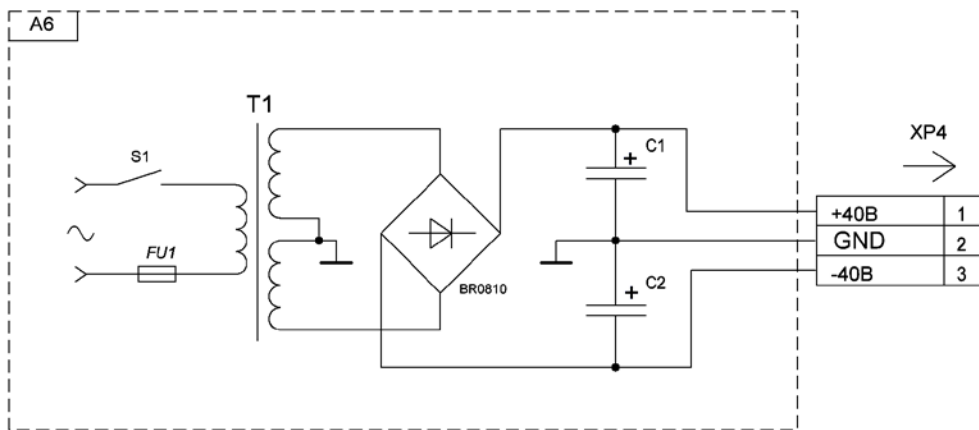 A6
T1
S1
FU1
BR0810
+
C1
+
C2
XP4
+40В 1
GND 2
-40В 3